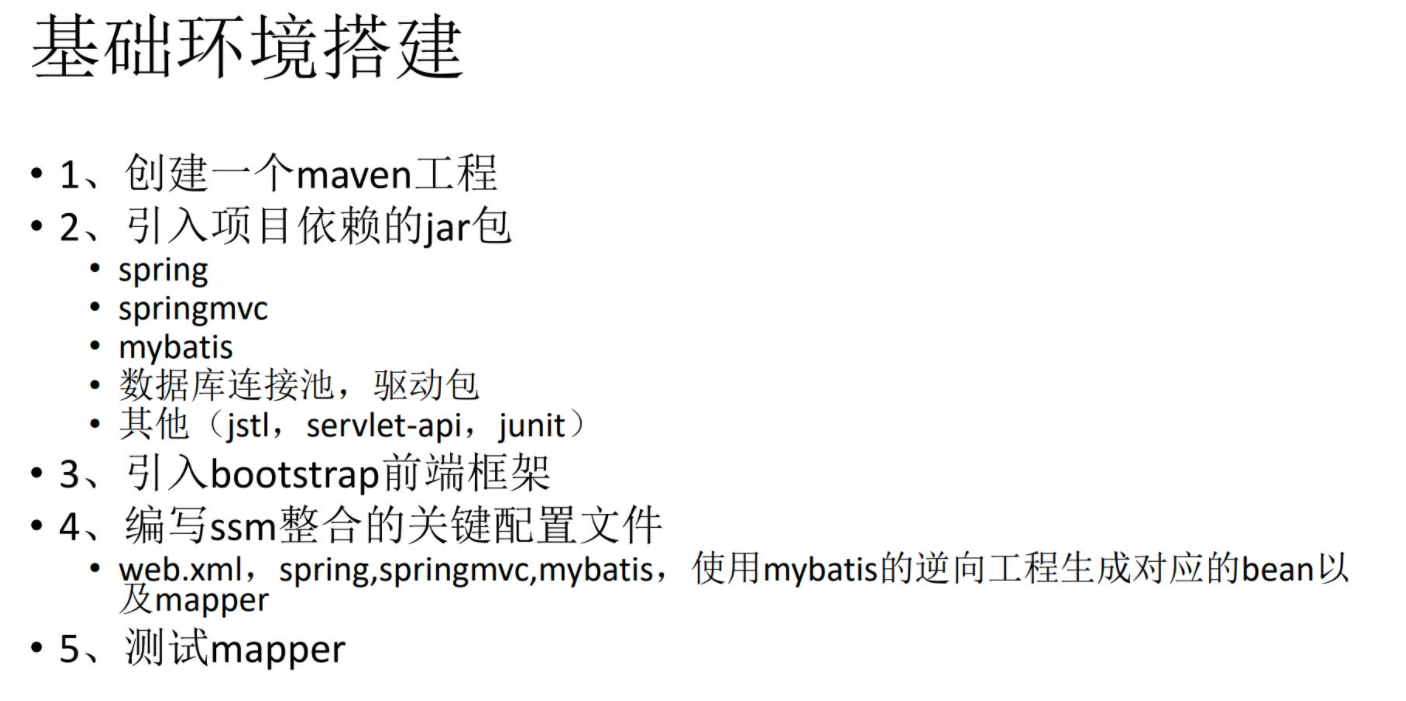 基础环境搭建
• 1、创建一个maven工程
• 2、引入项目依赖的jar包
• spring
• springmvc
• mybatis
• 数据库连接池，驱动包
• 其他（jstl，servlet-api，junit）
• 3、引入bootstrap前端框架
• 4、编写ssm整合的关键配置文件
• web.xml，spring,springmvc,mybatis，使用mybatis的逆向工程生成对应的bean以
及mapper
• 5、测试mapper